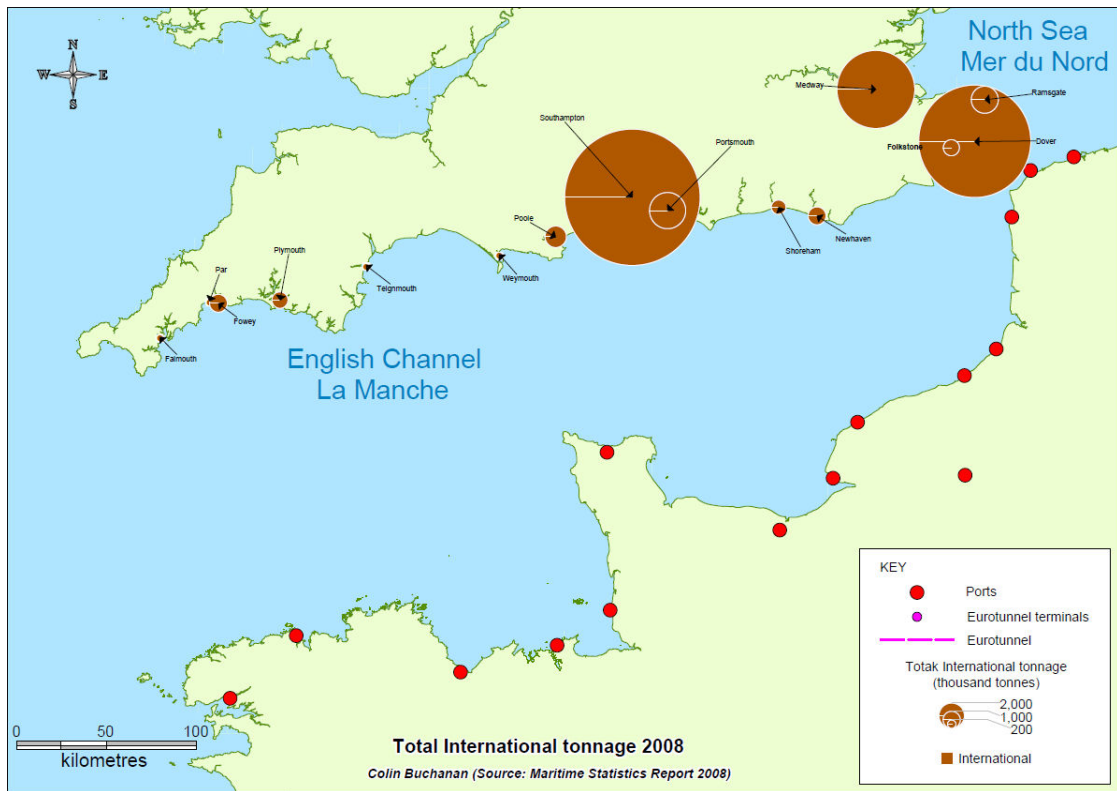 North Sea
Mer du Nord
N
W E
S
Medway
Ramsgate
Southampton
Portsmouth
Folkstone
Dover
Poole
Shoreham
Newhaven
Weymouth
Teignmouth
Plymouth
Par
Fowey
Falmouth
English Channel
La Manche
KEY
Ports
Eurotunnel terminals
Eurotunnel
Totak International tonnage
(thousand tonnes)
2,000
1,000
200
International
0 50 100
kilometres
Total International tonnage 2008
Colin Buchanan (Source: Maritime Statistics Report 2008)